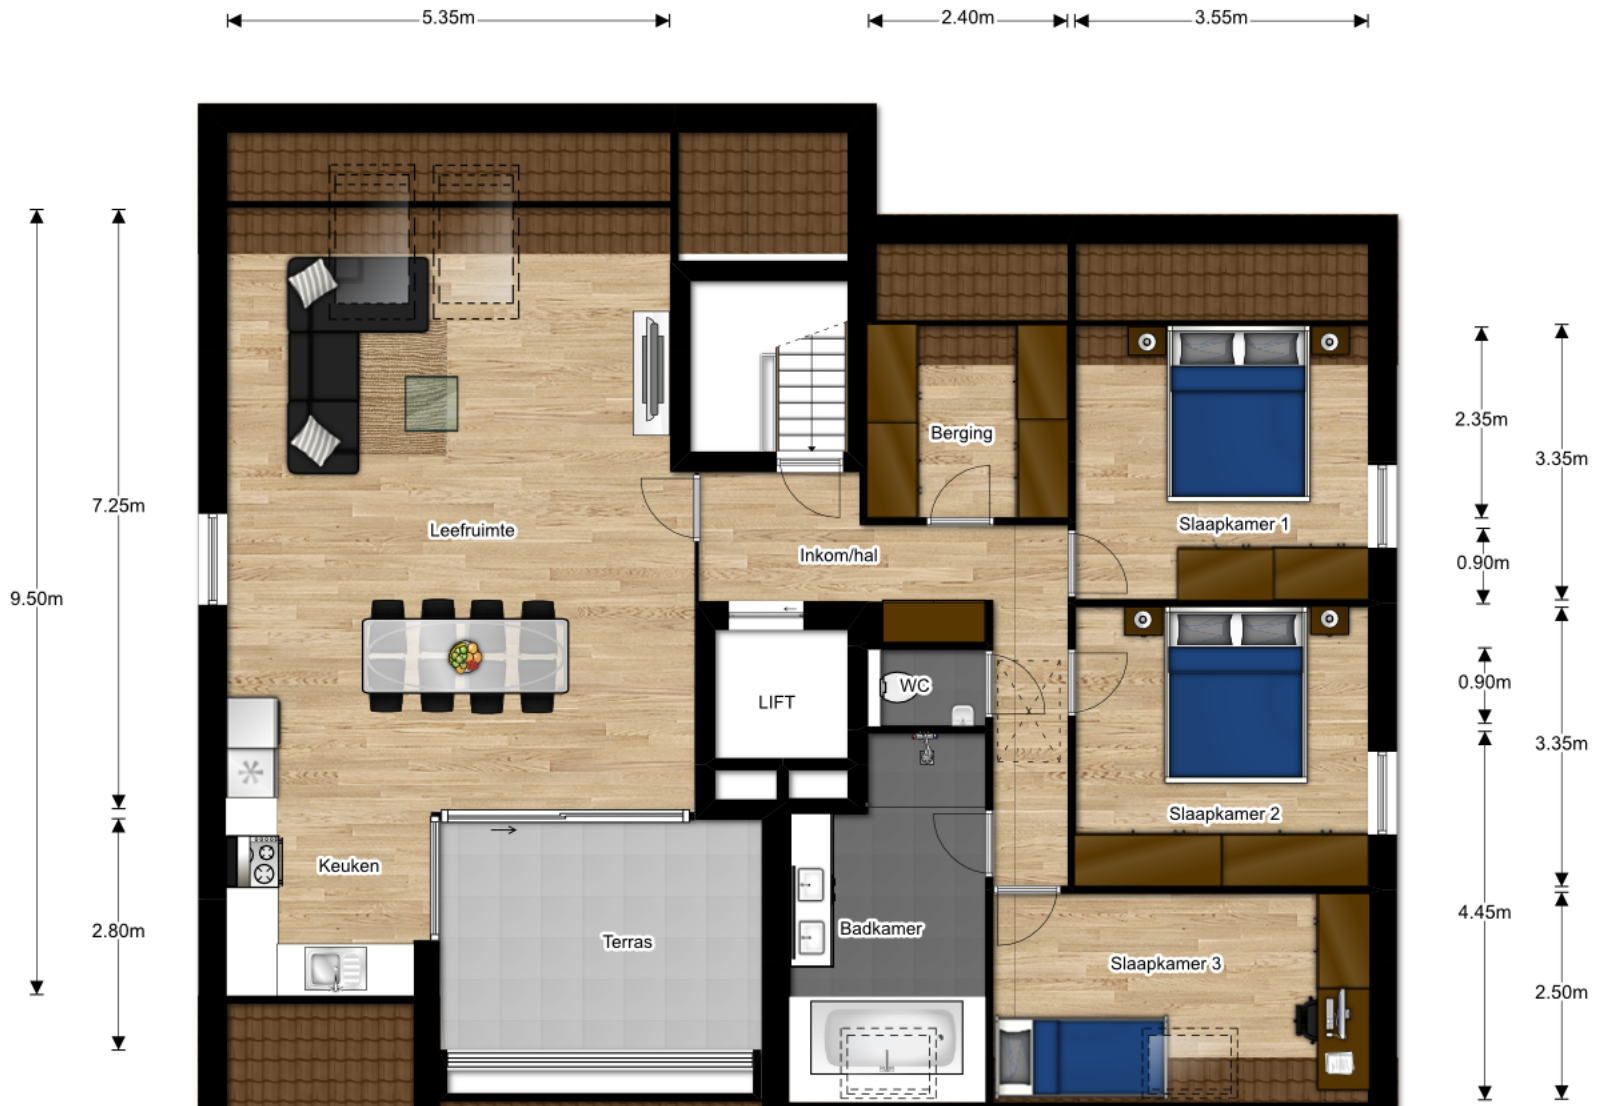 5.35m
2.40m
3.55m
2.35m
Berging
3.35m
7.25m
Slaapkamer 1
Leefruimte
Inkom/hal
0.90m
9.50m
WC
0.90m
LIFT
3.35m
Slaapkamer 2
Keuken
4.45m
2.80m
Badkamer
Terras
Slaapkamer 3
2.50m